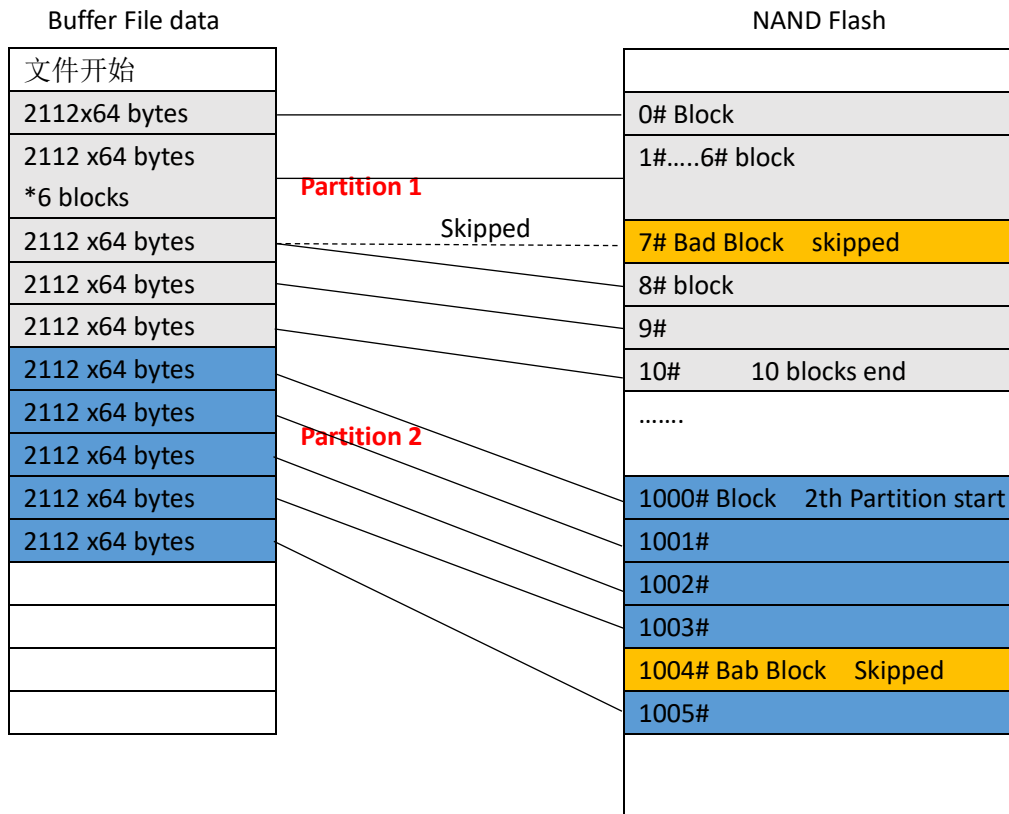 Buffer File data
文件开始
2112x64 bytes
2112 x64 bytes
*6 blocks
2112 x64 bytes
2112 x64 bytes
2112 x64 bytes
2112 x64 bytes
2112 x64 bytes
2112 x64 bytes
2112 x64 bytes
2112 x64 bytes
Partition 1
Skipped
Partition 2
NAND Flash
0# Block
1#.....6# block
7# Bad Block skipped
8# block
9#
10# 10 blocks end
.......
1000# Block 2th Partition start
1001#
1002#
1003#
1004# Bab Block Skipped
1005#